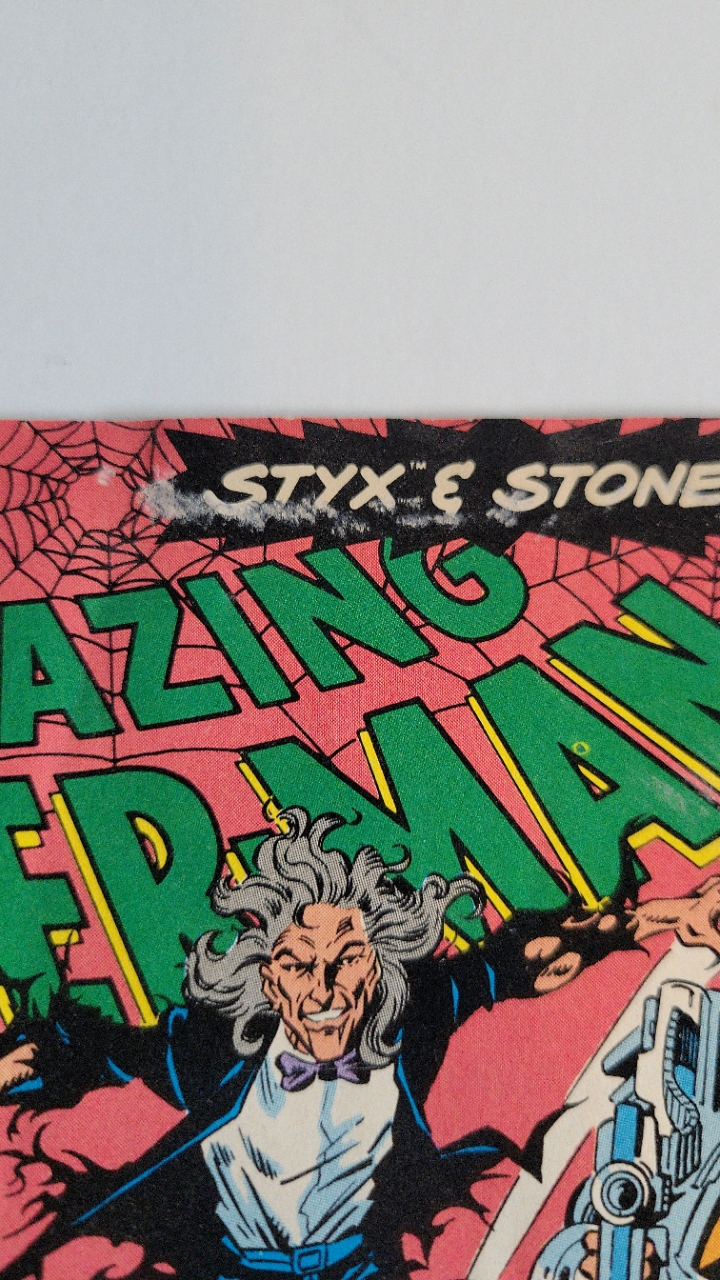 STYX™ & STONE
AZING
ER-MAN